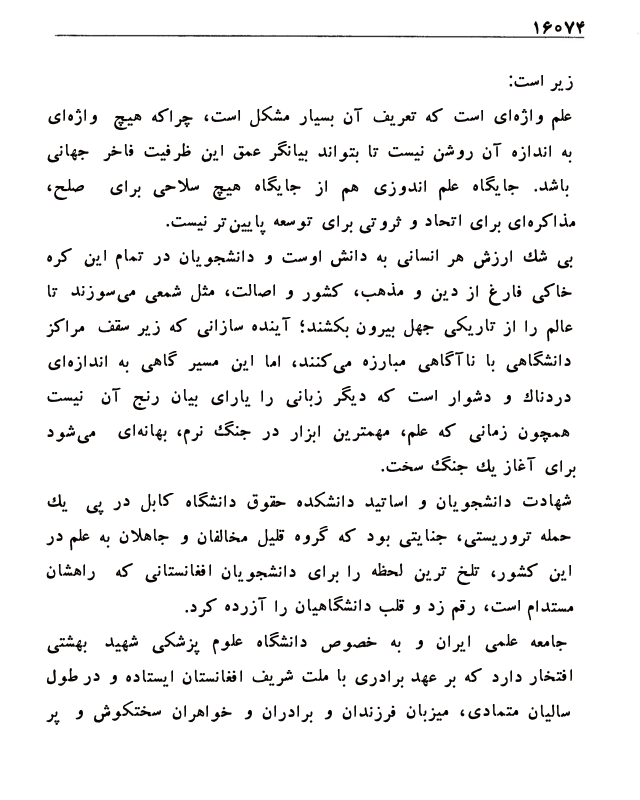 ۱۶۰۷۴
زیر است:
علم واژه‌ای است که تعریف آن بسیار مشکل است، چراکه هیچ واژه‌ای
به اندازه آن روشن نیست تا بتواند بیانگر عمق این ظرفیت فاخر جهانی
باشد. جایگاه علم اندوزی هم از جایگاه هیچ سلاحی برای صلح،
مذاکره‌ای برای اتحاد و ثروتی برای توسعه پایین‌تر نیست.
بی شك ارزش هر انسانی به دانش اوست و دانشجویان در تمام این کره
خاکی فارغ از دین و مذهب، کشور و اصالت، مثل شمعی می‌سوزند تا
عالم را از تاریکی جهل بیرون بکشند؛ آینده سازانی که زیر سقف مراکز
دانشگاهی با ناآگاهی مبارزه می‌کنند، اما این مسیر گاهی به اندازه‌ای
دردناك و دشوار است که دیگر زبانی را یارای بیان رنج آن نیست
همچون زمانی که علم، مهمترین ابزار در جنگ نرم، بهانه‌ای می‌شود
برای آغاز یك جنگ سخت.
شهادت دانشجویان و اساتید دانشکده حقوق دانشگاه کابل در پی یك
حمله تروریستی، جنایتی بود که گروه قلیل مخالفان و جاهلان به علم در
این کشور، تلخ ترین لحظه را برای دانشجویان افغانستانی که راهشان
مستدام است، رقم زد و قلب دانشگاهیان را آزرده کرد.
جامعه علمی ایران و به خصوص دانشگاه علوم پزشکی شهید بهشتی
افتخار دارد که بر عهد برادری با ملت شریف افغانستان ایستاده و در طول
سالیان متمادی، میزبان فرزندان و برادران و خواهران سختکوش و پر